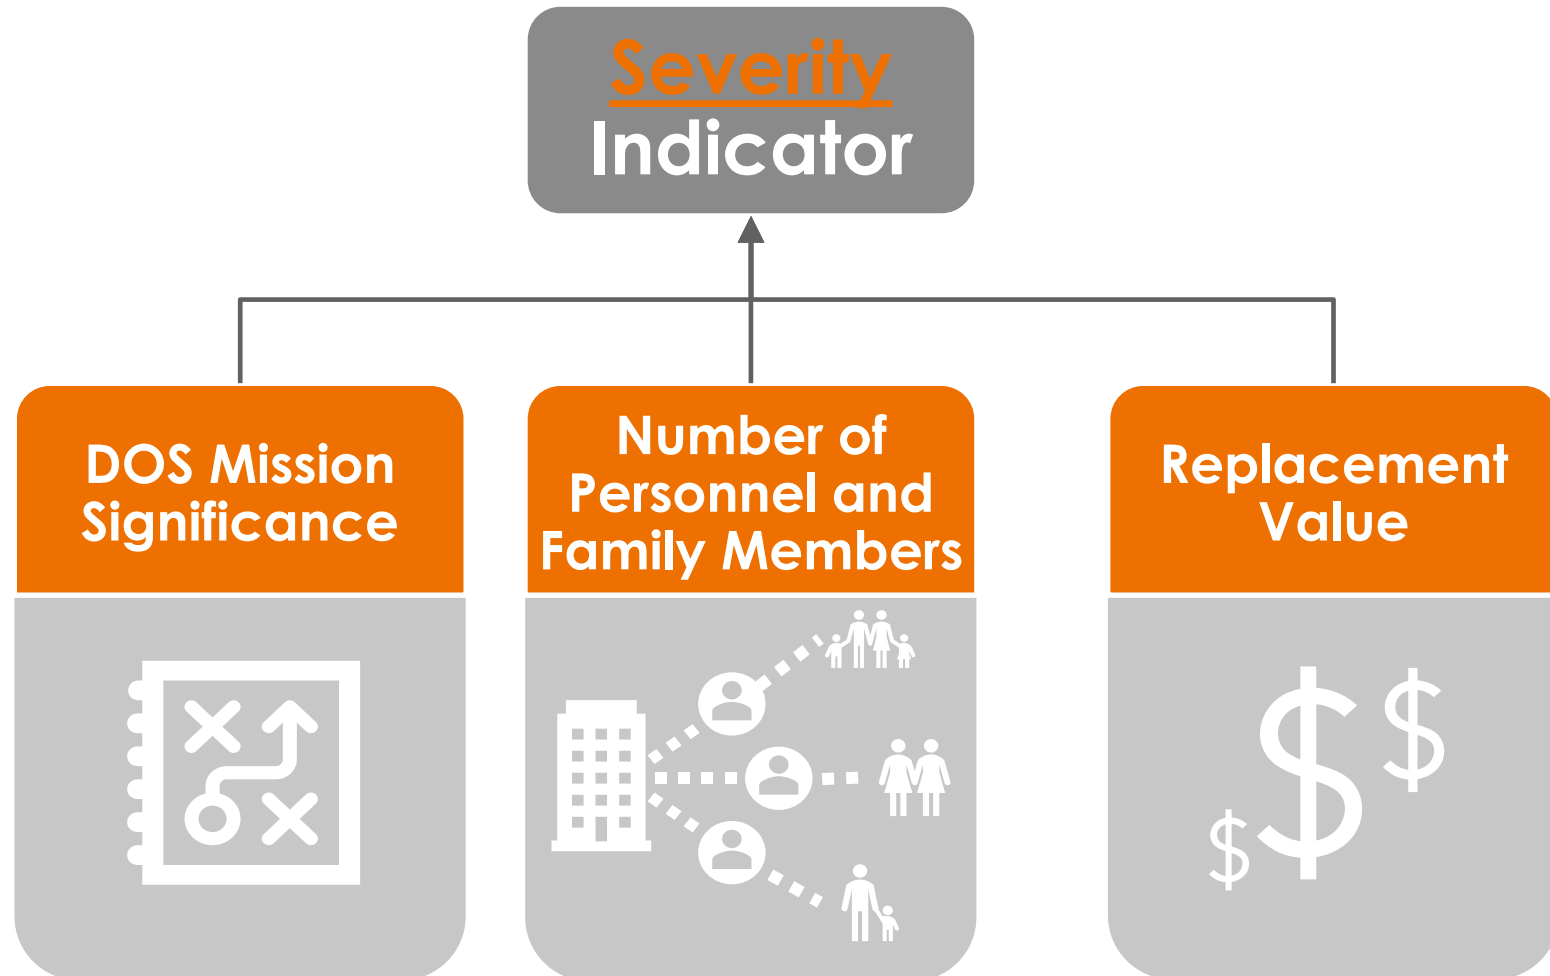 Severity
Indicator
DOS Mission
Significance
Number of
Personnel and
Family Members
Replacement
Value